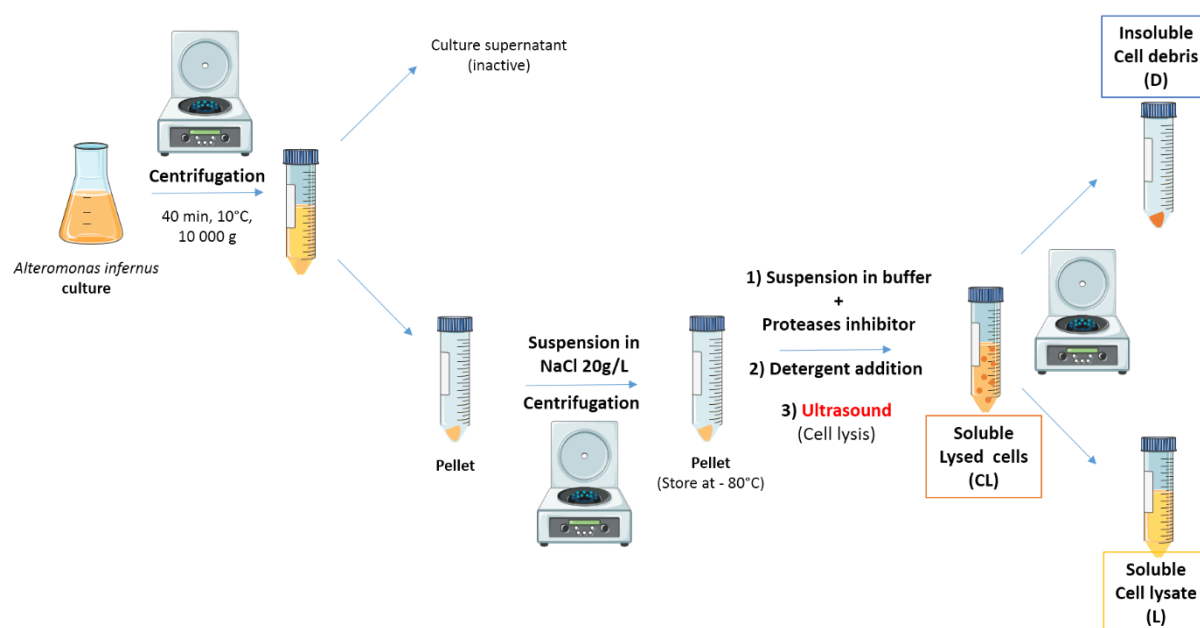 Culture supernatant
(inactive)
Centrifugation
40 min, 10°C,
10 000 g
Alteromonas infernus
culture
Pellet
Suspension in
NaCl 20g/L
Centrifugation
Pellet
(Store at - 80°C)
1) Suspension in buffer
+
Proteases inhibitor
2) Detergent addition
3) Ultrasound
(Cell lysis)
Soluble
Lysed cells
(CL)
Insoluble
Cell debris
(D)
Soluble
Cell lysate
(L)